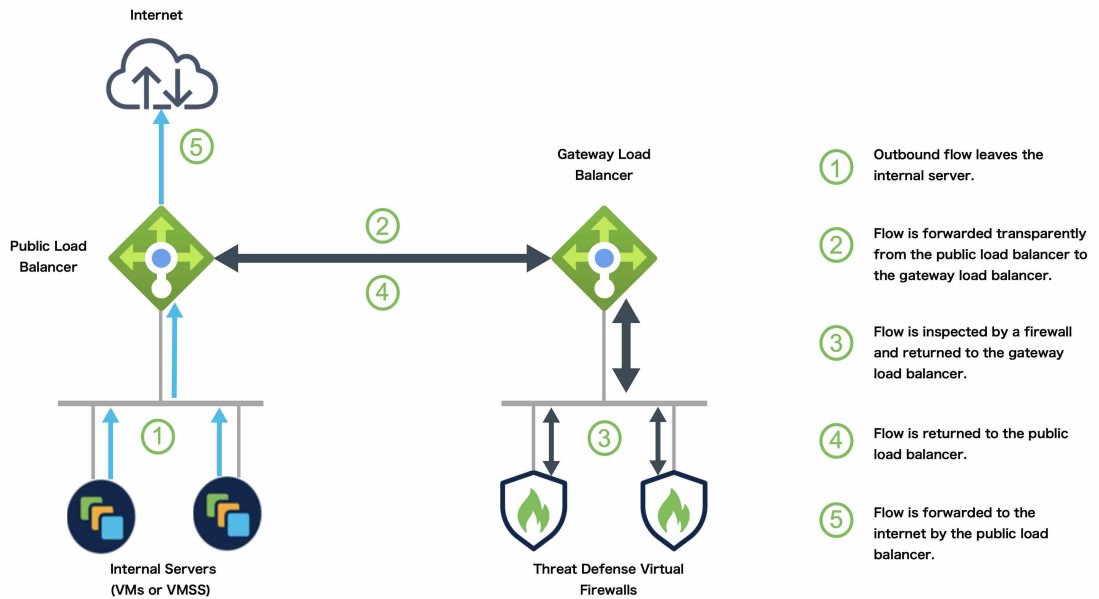 Internet
5
Gateway Load
Balancer
Public Load
Balancer
2
4
1
3
Internal Servers
(VMs or VMSS)
Threat Defense Virtual
Firewalls
1
Outbound flow leaves the
internal server.
2
Flow is forwarded transparently
from the public load balancer to
the gateway load balancer.
3
Flow is inspected by a firewall
and returned to the gateway
load balancer.
4
Flow is returned to the public
load balancer.
5
Flow is forwarded to the
internet by the public load
balancer.